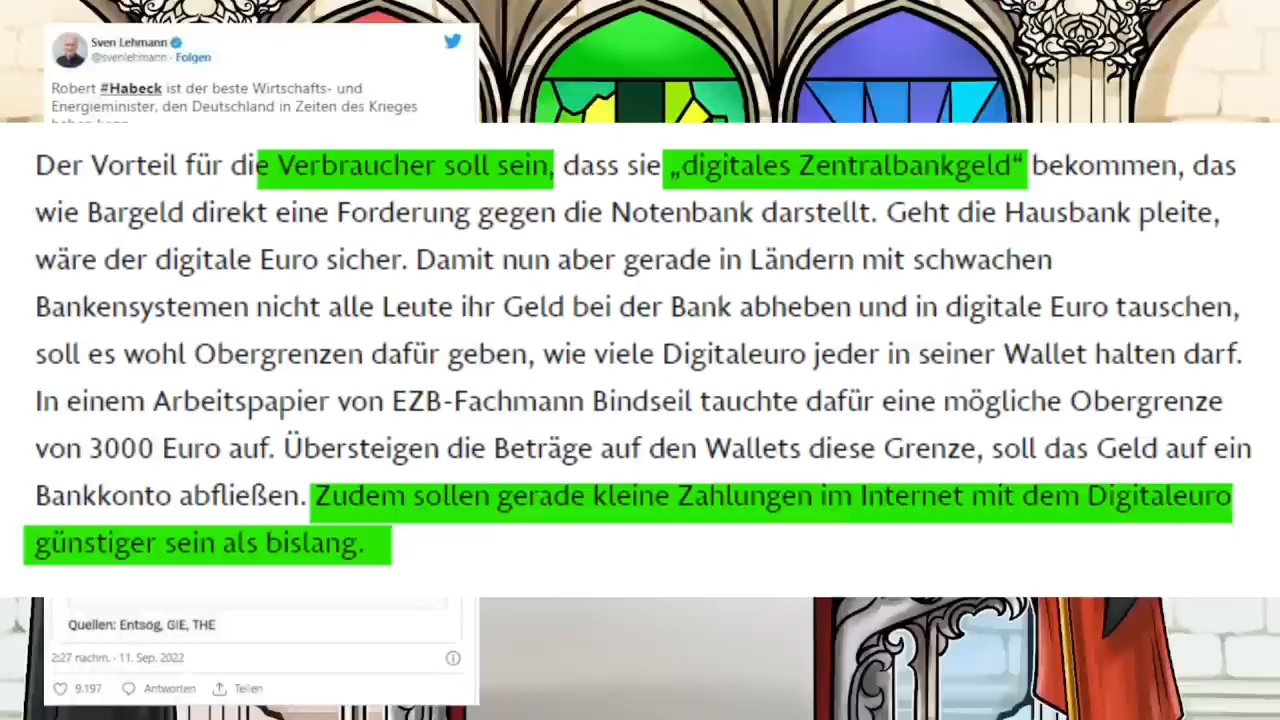 Sven Lehmann
@svenlehmann · Folgen
Robert #Habeck ist der beste Wirtschafts- und
Energieminister, den Deutschland in Zeiten des Krieges
Der Vorteil für die Verbraucher soll sein, dass sie „digitales Zentralbankgeld“ bekommen, das
wie Bargeld direkt eine Forderung gegen die Notenbank darstellt. Geht die Hausbank pleite,
wäre der digitale Euro sicher. Damit nun aber gerade in Ländern mit schwachen
Bankensystemen nicht alle Leute ihr Geld bei der Bank abheben und in digitale Euro tauschen,
soll es wohl Obergrenzen dafür geben, wie viele Digitaleuro jeder in seiner Wallet halten darf.
In einem Arbeitspapier von EZB-Fachmann Bindseil tauchte dafür eine mögliche Obergrenze
von 3000 Euro auf. Übersteigen die Beträge auf den Wallets diese Grenze, soll das Geld auf ein
Bankkonto abfließen. Zudem sollen gerade kleine Zahlungen im Internet mit dem Digitaleuro
günstiger sein als bislang.
Quellen: Entsog, GIE, THE
2:27 nachm. · 11. Sep. 2022
9.197 Antworten Teilen